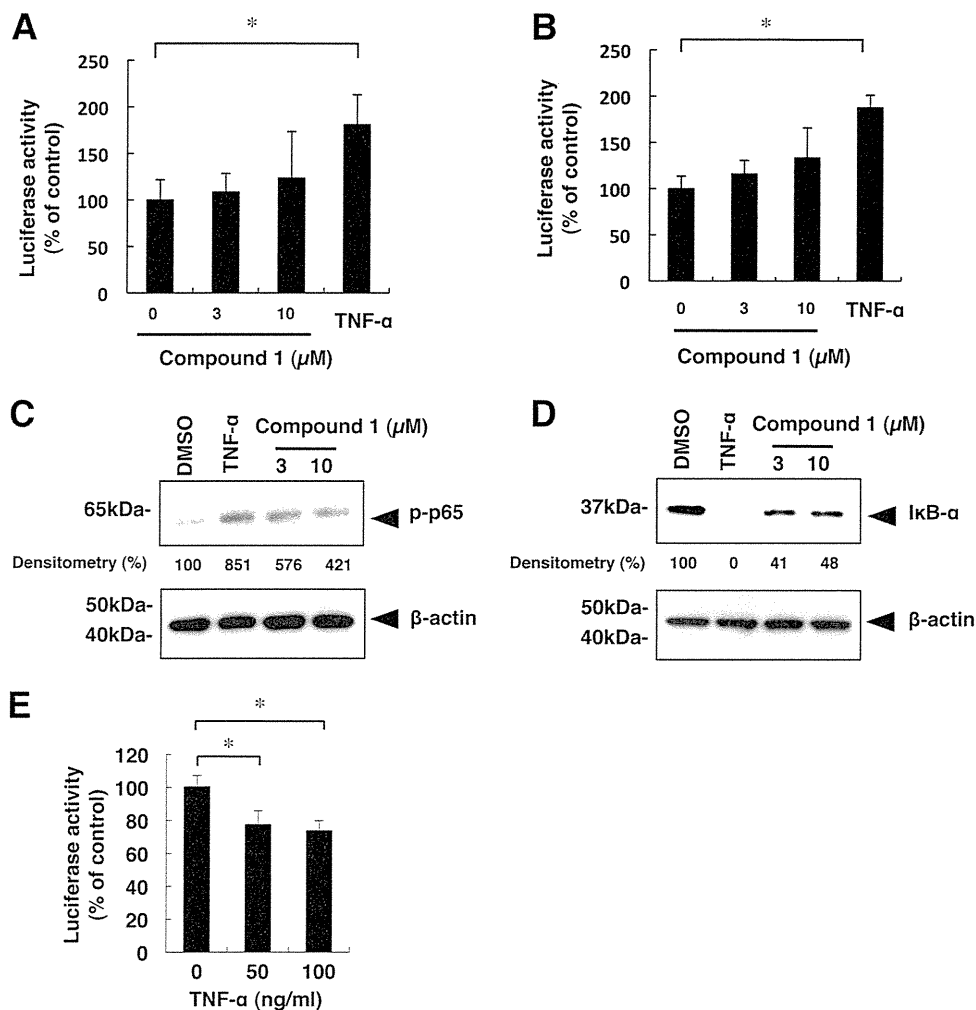 A
*
250
200
150
100
50
0
Luciferase activity
(% of control)
0 3 10 TNF-α
Compound 1 (µM)
B
*
250
200
150
100
50
0
Luciferase activity
(% of control)
0 3 10 TNF-α
Compound 1 (µM)
C
DMSO
TNF-α
Compound 1 (µM)
3 10
65kDa-
p-p65
Densitometry (%) 100 851 576 421
50kDa-
40kDa-
β-actin
D
DMSO
TNF-α
Compound 1 (µM)
3 10
37kDa-
IκB-α
Densitometry (%) 100 0 41 48
50kDa-
40kDa-
β-actin
E
*
*
120
100
80
60
40
20
0
Luciferase activity
(% of control)
0 50 100
TNF-α (ng/ml)